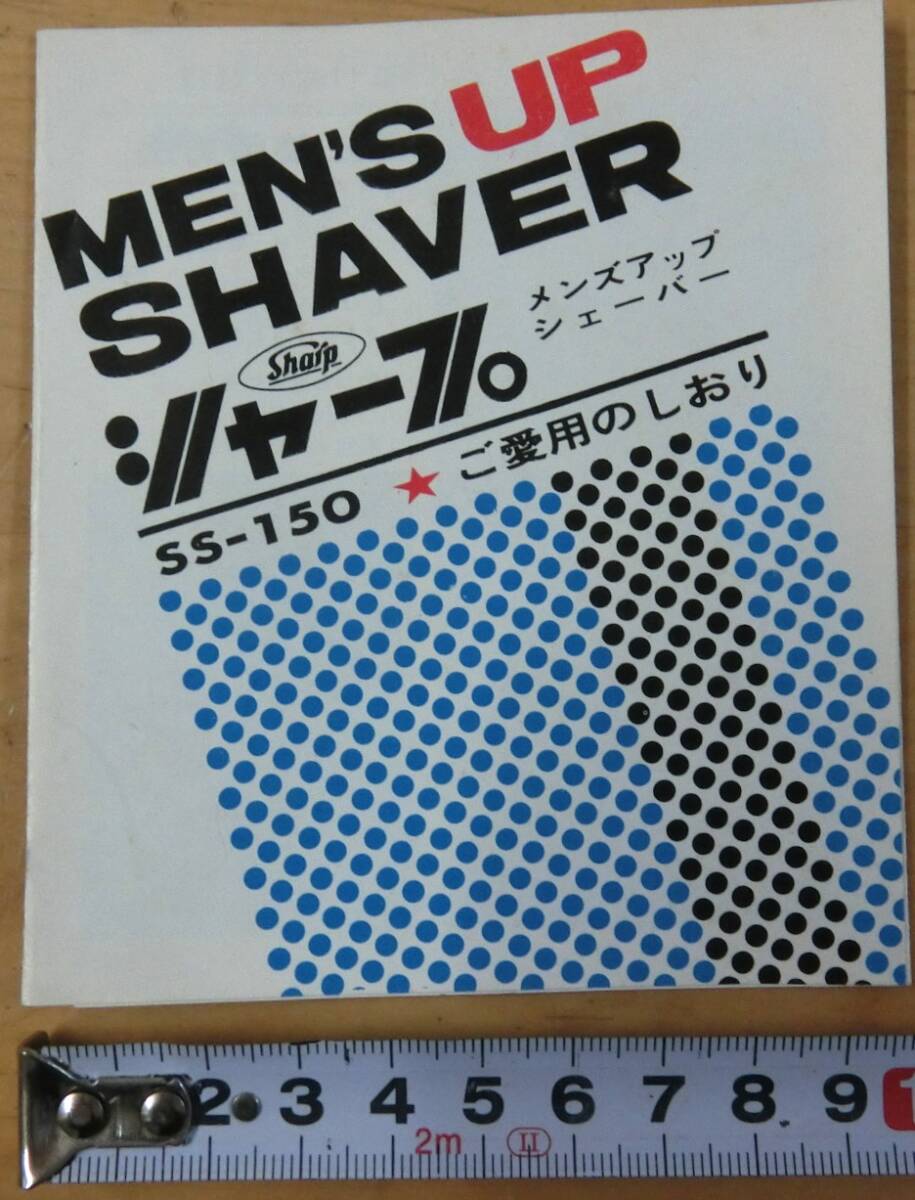 MEN'S UP
SHAVER
メンズアップ
シェーバー
Sharp
シャープ。
SS-150 ★ ご愛用のしおり
2 3 4 5 6 7 8 9 1
2m